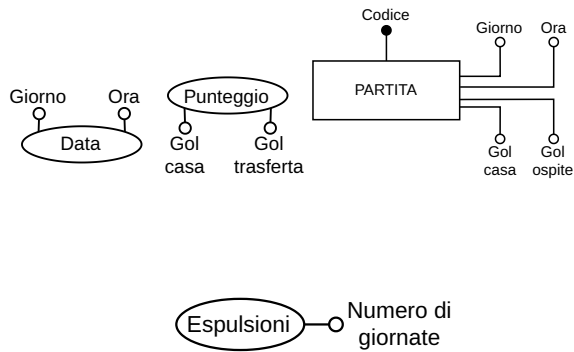 Codice
Giorno
Ora
PARTITA
Gol
casa
Gol
ospite
Giorno
Ora
Data
Punteggio
Gol
casa
Gol
trasferta
Espulsioni
Numero di
giornate